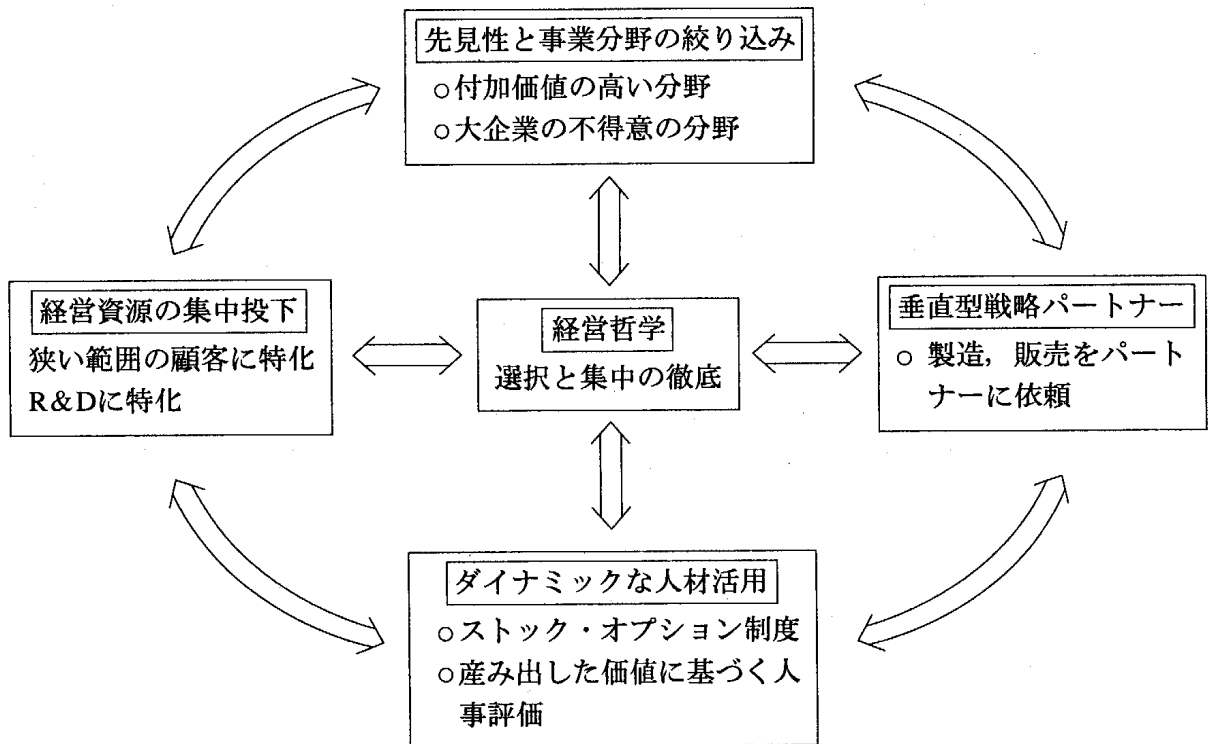 先見性と事業分野の絞り込み
○付加価値の高い分野
○大企業の不得意の分野
経営資源の集中投下
狭い範囲の顧客に特化
R&Dに特化
経営哲学
選択と集中の徹底
垂直型戦略パートナー
○ 製造，販売をパート
ナーに依頼
ダイナミックな人材活用
○ストック・オプション制度
○産み出した価値に基づく人
事評価